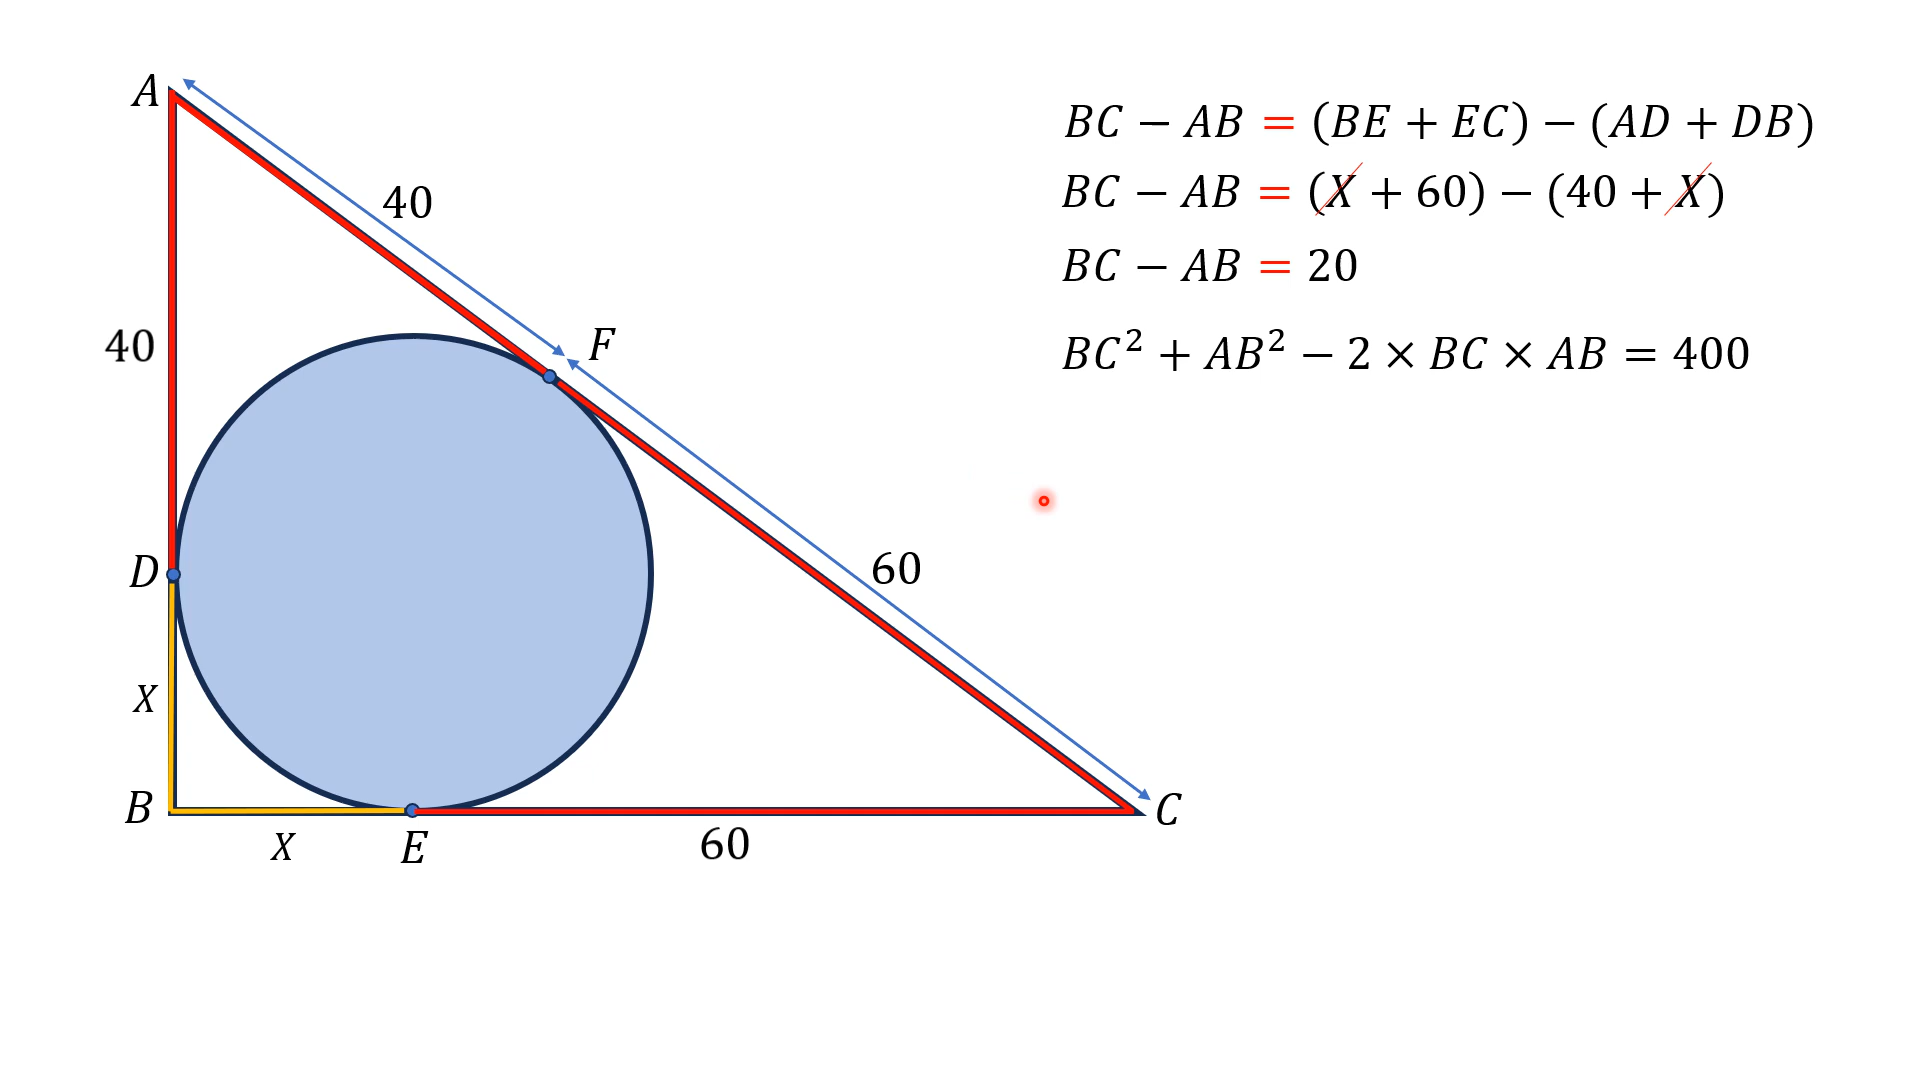 A
BC − AB = (BE + EC) − (AD + DB)
BC − AB = (X + 60) − (40 + X)
40
BC − AB = 20
40
F
BC² + AB² − 2 × BC × AB = 400
D
60
X
B
C
X
E
60